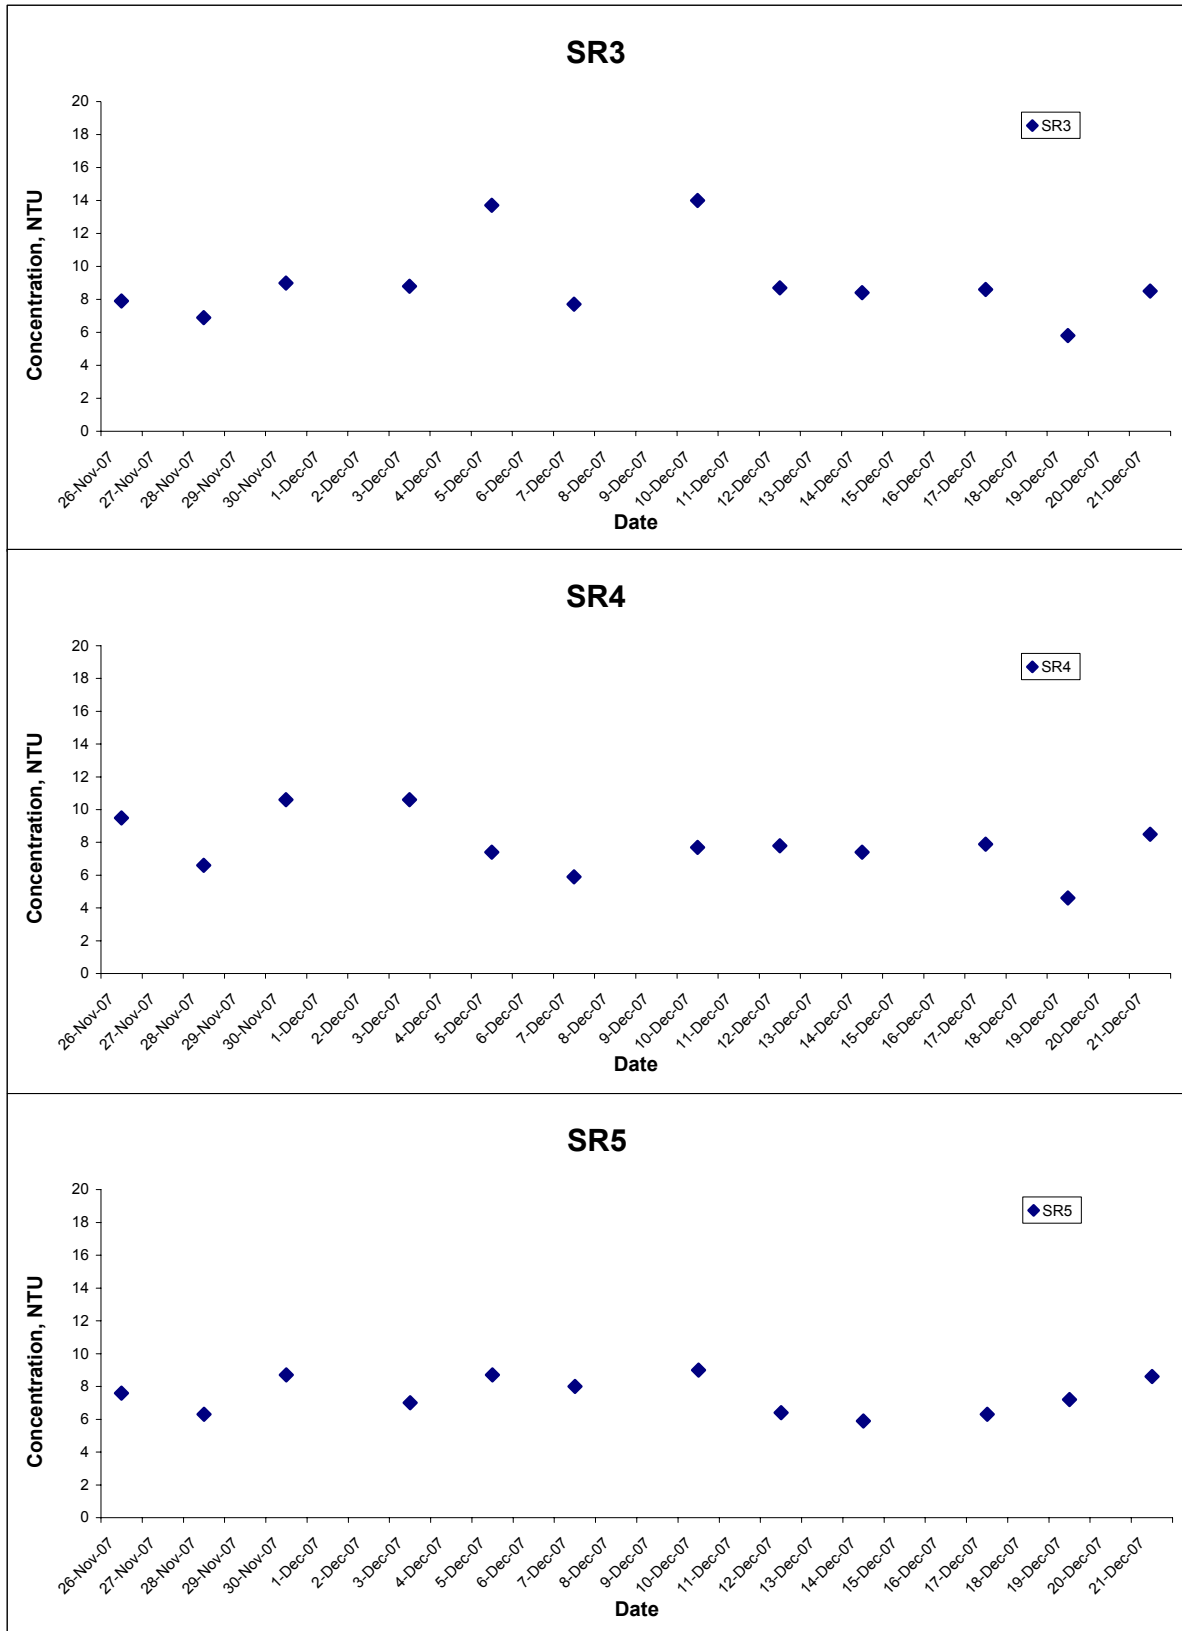 SR3
20
18
16
14
12
10
8
6
4
2
0
Concentration, NTU
SR3
26-Nov-07
27-Nov-07
28-Nov-07
29-Nov-07
30-Nov-07
1-Dec-07
2-Dec-07
3-Dec-07
4-Dec-07
5-Dec-07
6-Dec-07
7-Dec-07
8-Dec-07
9-Dec-07
10-Dec-07
11-Dec-07
12-Dec-07
13-Dec-07
14-Dec-07
15-Dec-07
16-Dec-07
17-Dec-07
18-Dec-07
19-Dec-07
20-Dec-07
21-Dec-07
Date
SR4
20
18
16
14
12
10
8
6
4
2
0
Concentration, NTU
SR4
26-Nov-07
27-Nov-07
28-Nov-07
29-Nov-07
30-Nov-07
1-Dec-07
2-Dec-07
3-Dec-07
4-Dec-07
5-Dec-07
6-Dec-07
7-Dec-07
8-Dec-07
9-Dec-07
10-Dec-07
11-Dec-07
12-Dec-07
13-Dec-07
14-Dec-07
15-Dec-07
16-Dec-07
17-Dec-07
18-Dec-07
19-Dec-07
20-Dec-07
21-Dec-07
Date
SR5
20
18
16
14
12
10
8
6
4
2
0
Concentration, NTU
SR5
26-Nov-07
27-Nov-07
28-Nov-07
29-Nov-07
30-Nov-07
1-Dec-07
2-Dec-07
3-Dec-07
4-Dec-07
5-Dec-07
6-Dec-07
7-Dec-07
8-Dec-07
9-Dec-07
10-Dec-07
11-Dec-07
12-Dec-07
13-Dec-07
14-Dec-07
15-Dec-07
16-Dec-07
17-Dec-07
18-Dec-07
19-Dec-07
20-Dec-07
21-Dec-07
Date